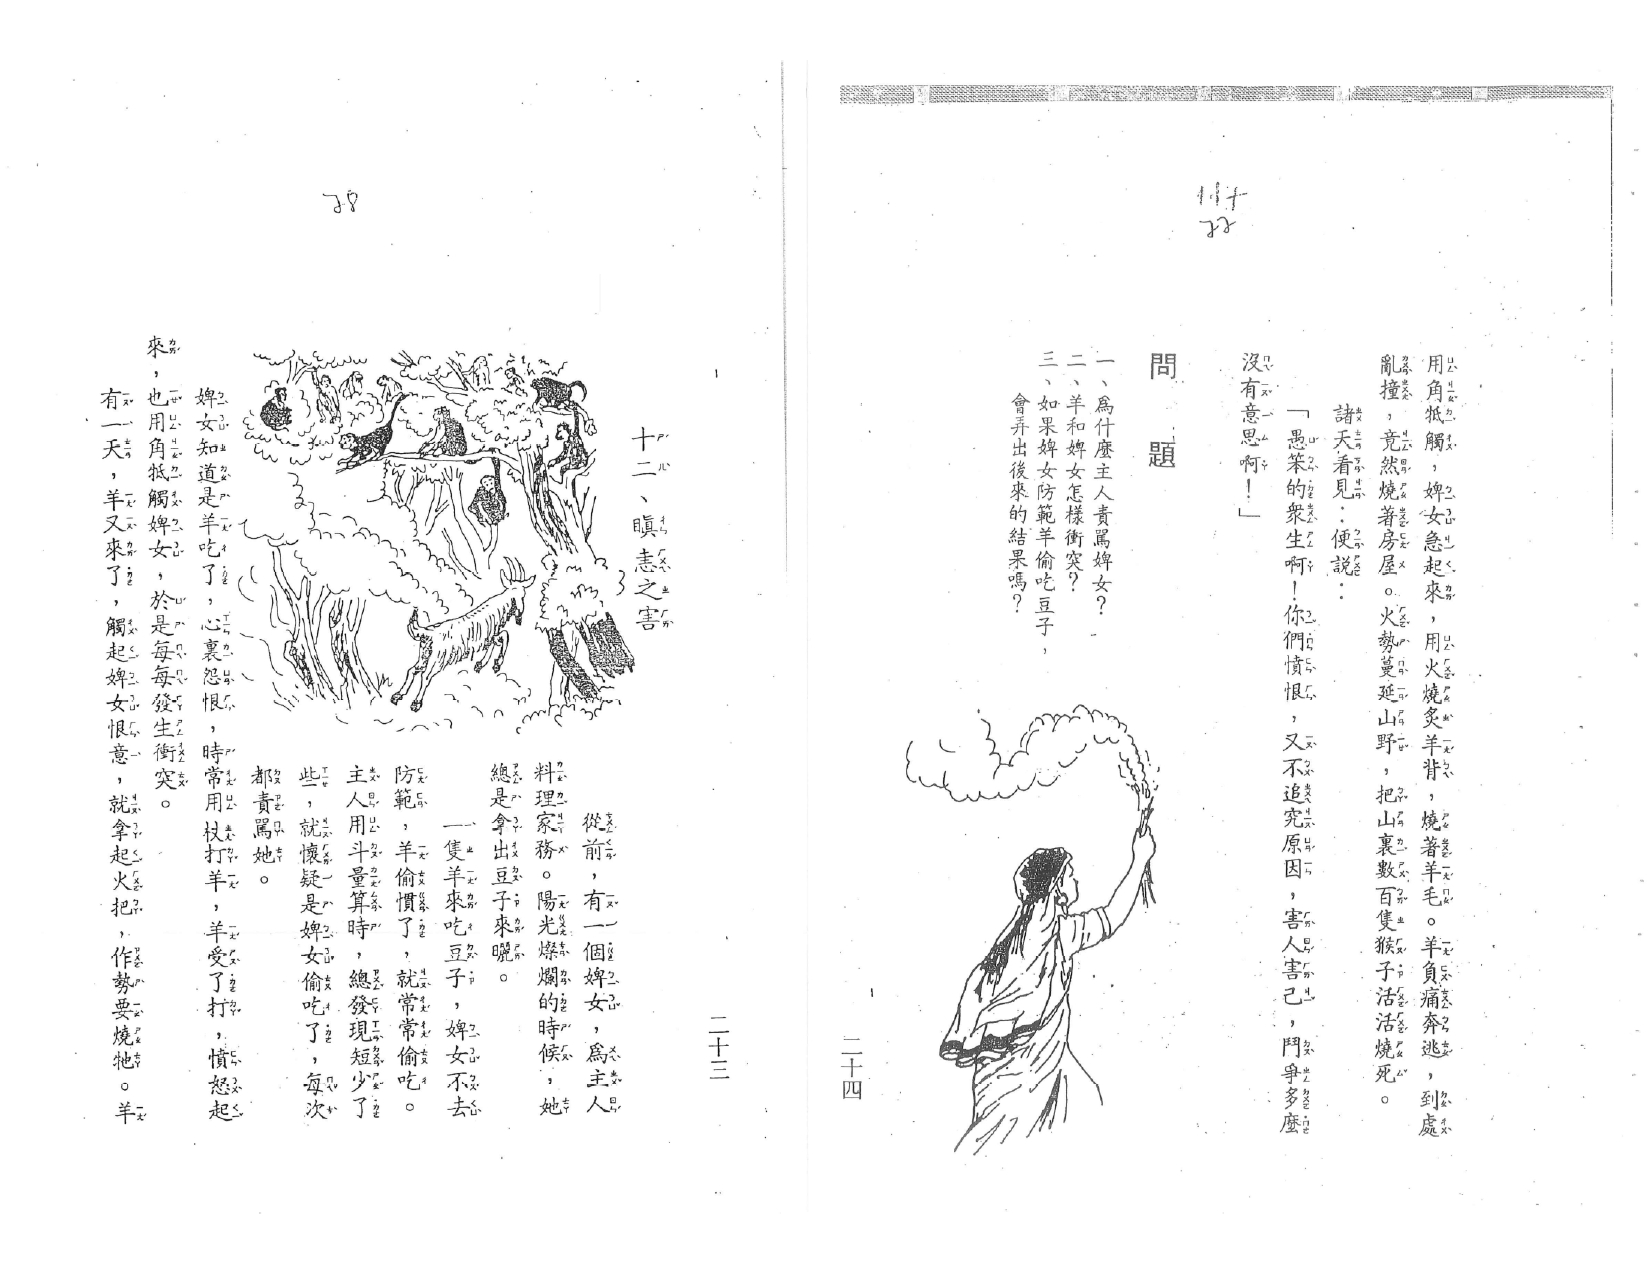 28
十二、瞋恚之害
從前，有一個婢女，爲主人
料理家務。陽光燦爛的時候，她
總是拿出豆子來曬。
一隻羊來吃豆子，婢女不去
防範，羊偷慣了，就常常偷吃。
主人用斗量算時，總發現短少了
些，就懷疑是婢女偷吃了，每次
都責罵她。
婢女知道是羊吃了，心裏怨恨，時常用杖打羊，羊受了打，憤怒起
來，也用角牴觸婢女，於是每每發生衝突。
有一天，羊又來了，觸起婢女恨意，就拿起火把，作勢要燒牠。羊
二十三
22
用角牴觸，婢女急起來，用火燒炙羊背，燒著羊毛。羊負痛奔逃，到處
亂撞，竟然燒著房屋。火勢蔓延山野，把山裏數百隻猴子活活燒死。
諸天看見：便說：
「愚笨的衆生啊！你們憤恨，又不追究原因，害人害己，鬥爭多麼
沒有意思啊！」
問題
一、爲什麼主人責罵婢女？
二、羊和婢女怎樣衝突？
三、如果婢女防範羊偷吃豆子，
會弄出後來的結果嗎？
二十四